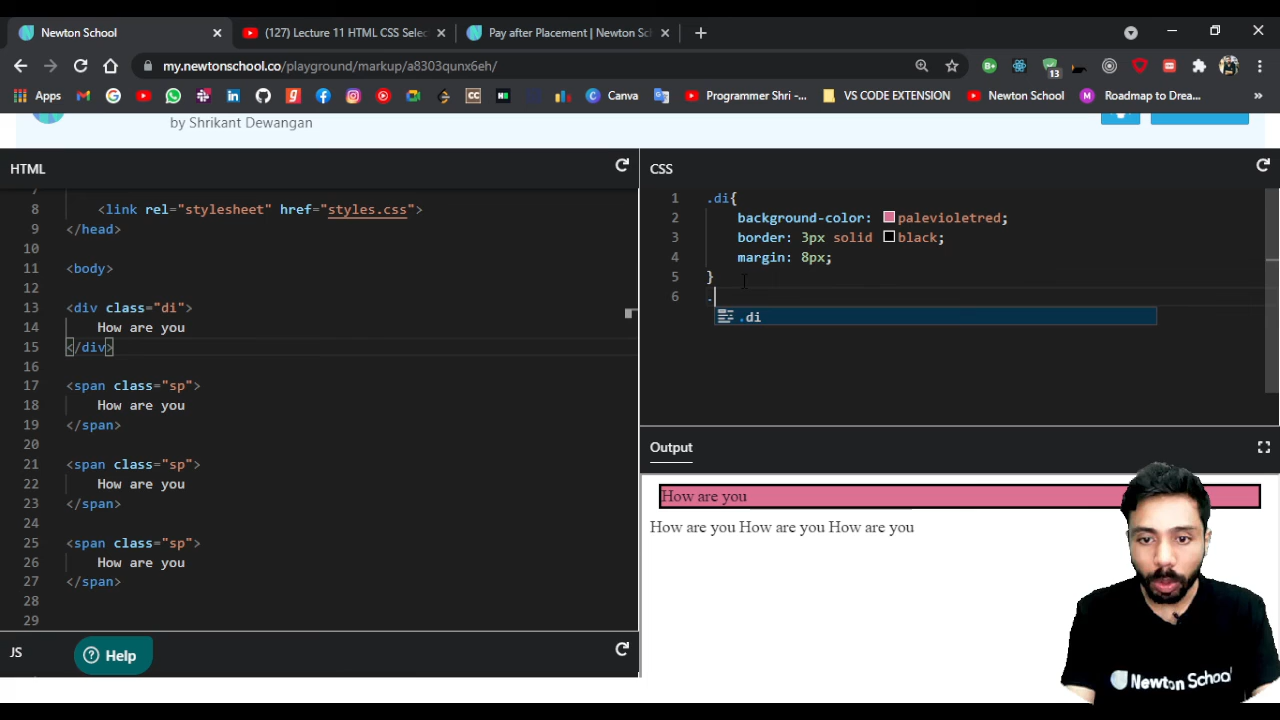 Newton School
(127) Lecture 11 HTML CSS Selec
Pay after Placement | Newton Sc
my.newtonschool.co/playground/markup/a8303qunx6eh/
13
Apps
Canva
Programmer Shri -...
VS CODE EXTENSION
Newton School
Roadmap to Drea...
by Shrikant Dewangan
HTML
7
8 <link rel="stylesheet" href="styles.css">
9 </head>
10
11 <body>
12
13 <div class="di">
14 How are you
15 </div>
16
17 <span class="sp">
18 How are you
19 </span>
20
21 <span class="sp">
22 How are you
23 </span>
24
25 <span class="sp">
26 How are you
27 </span>
28
29
JS
Help
CSS
1 .di{
2 background-color: palevioletred;
3 border: 3px solid black;
4 margin: 8px;
5 }
6 .
.di
Output
How are you
How are you How are you How are you
Newton School